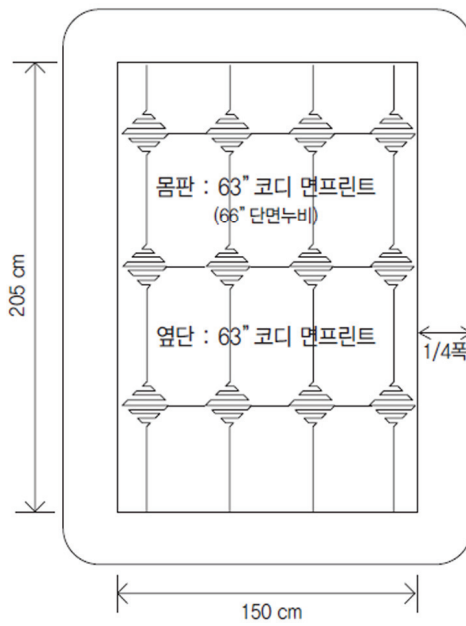 몸판 : 63” 코디 면프린트
(66” 단면누비)
205 cm
옆단 : 63” 코디 면프린트
1/4폭
150 cm